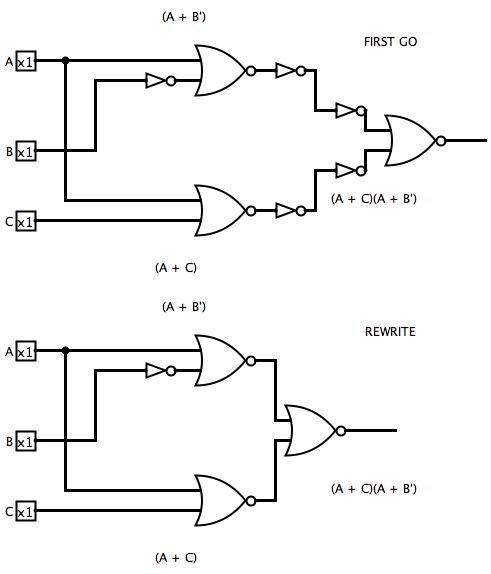 (A + B')
FIRST GO
A x1
B x1
(A + C)(A + B')
C x1
(A + C)
(A + B')
REWRITE
A x1
B x1
(A + C)(A + B')
C x1
(A + C)